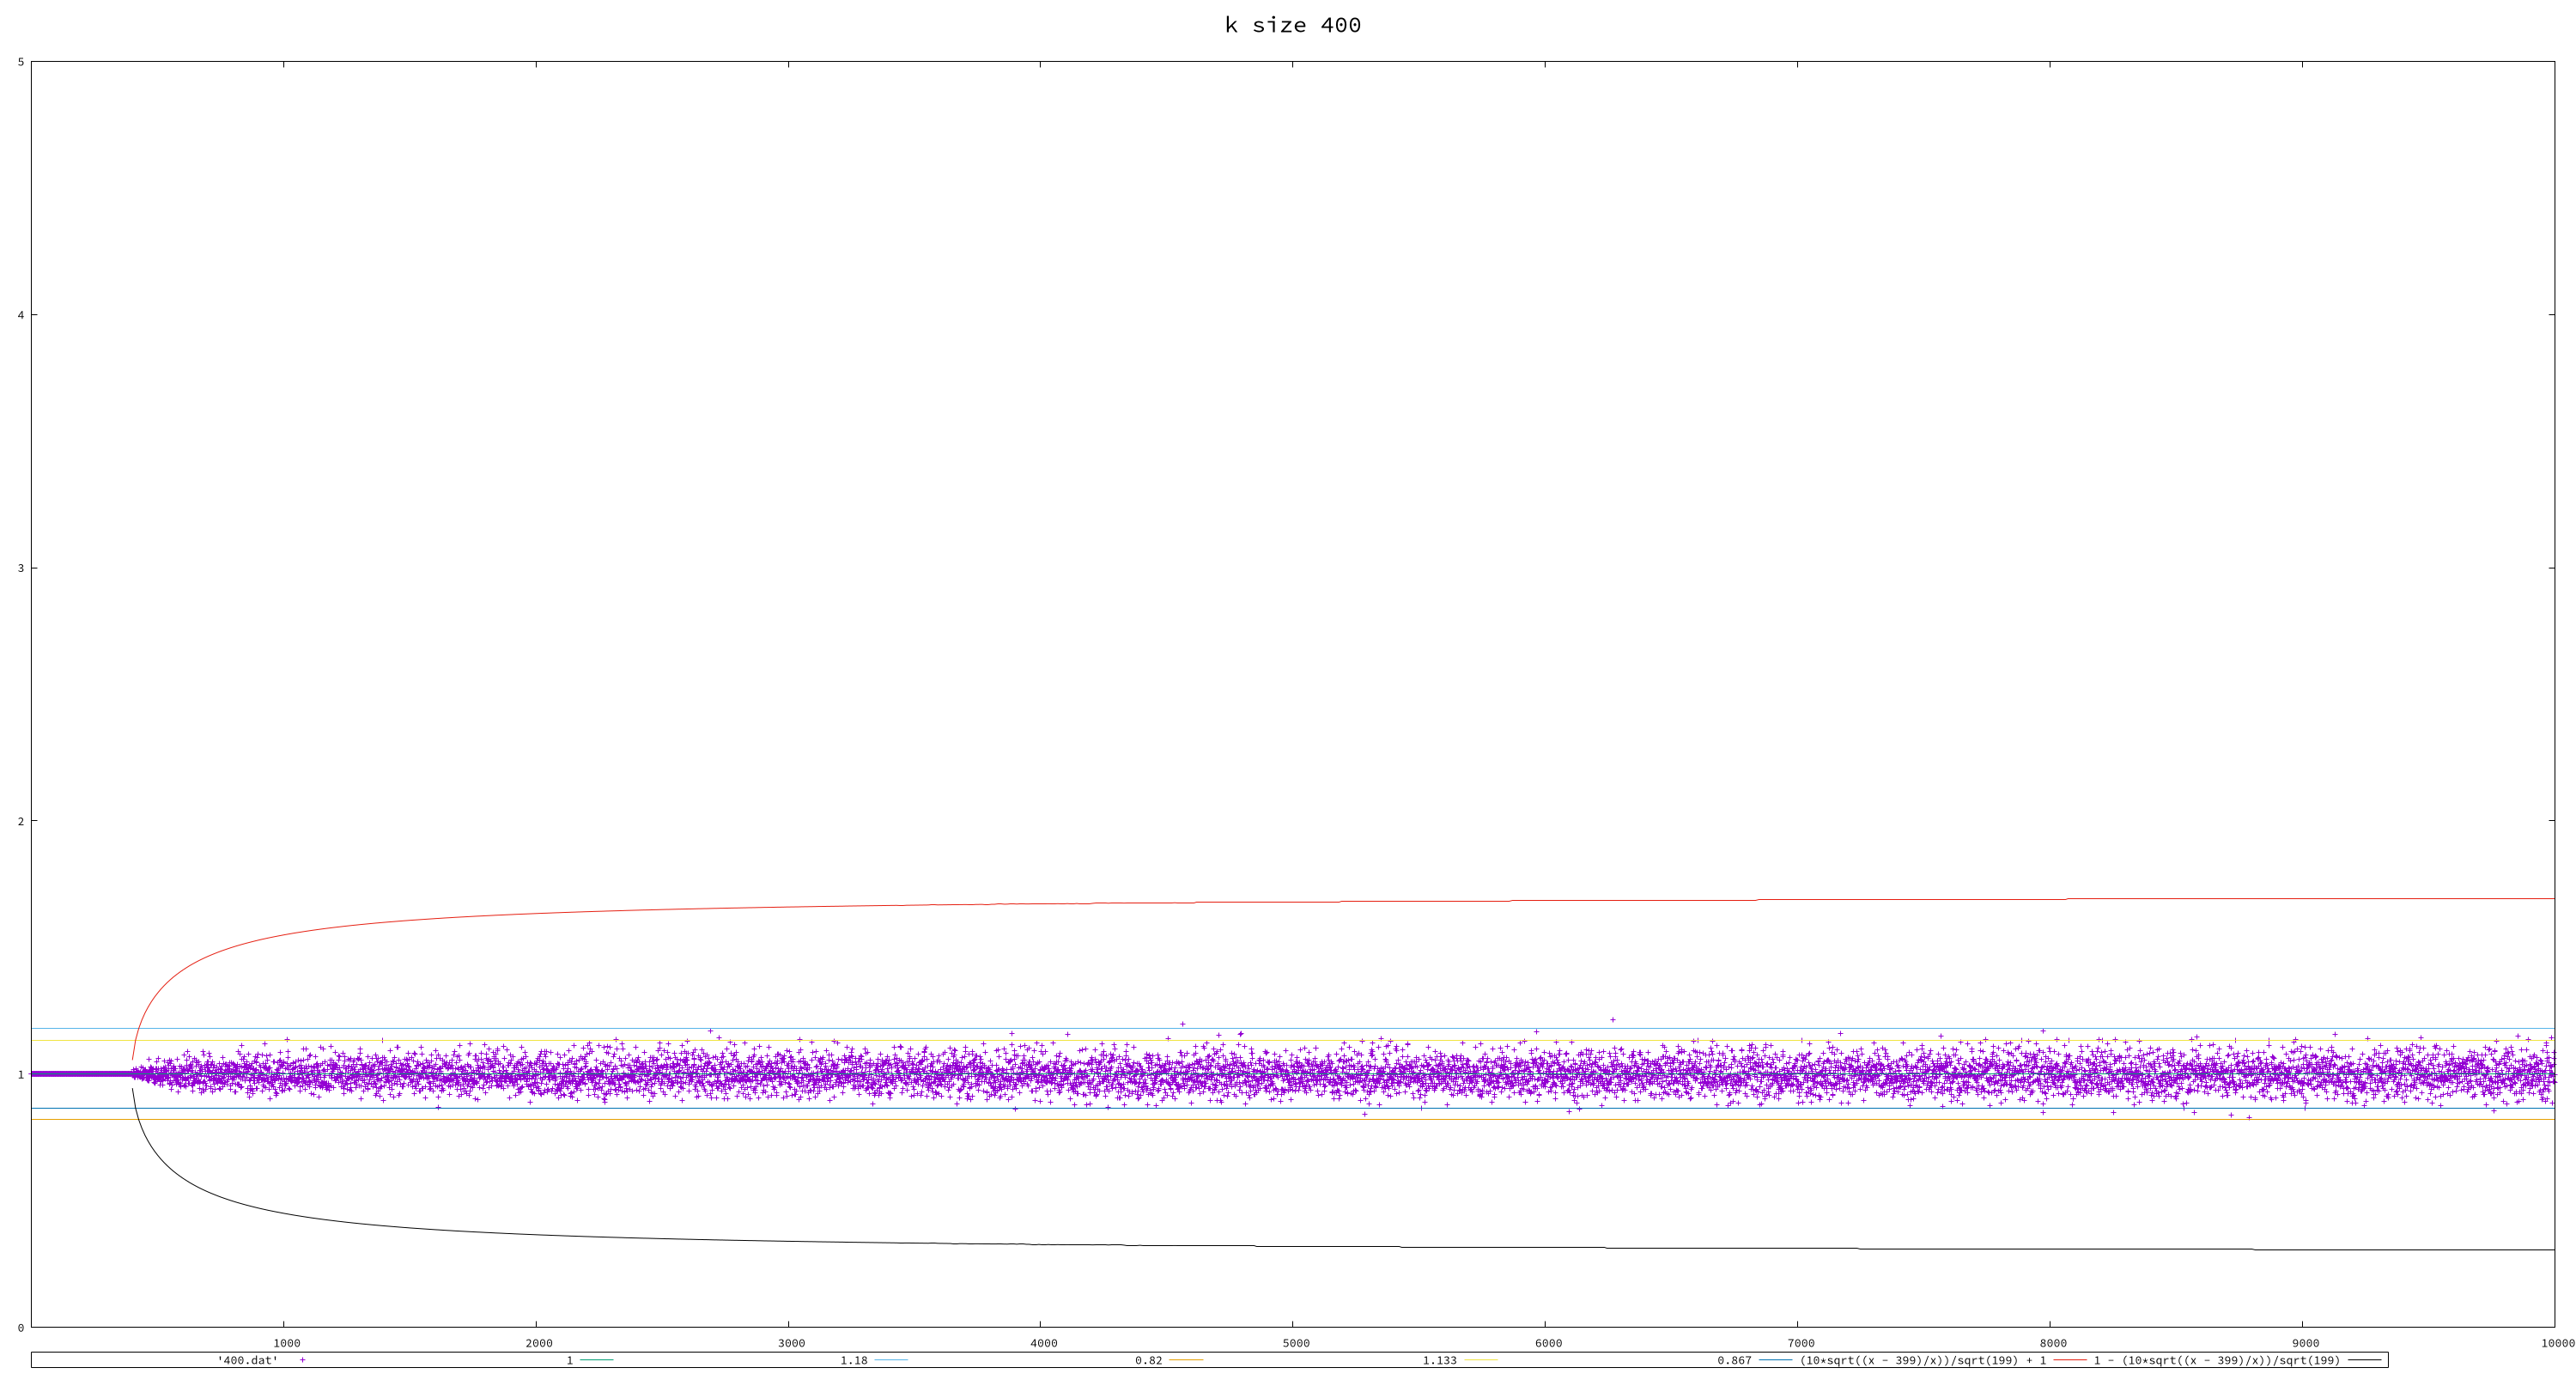 k size 400
5
4
3
2
1
0
1000 2000 3000 4000 5000 6000 7000 8000 9000 10000
'400.dat' 1 1.18 0.82 1.133 0.867 (10*sqrt((x - 399)/x))/sqrt(199) + 1 1 - (10*sqrt((x - 399)/x))/sqrt(199)